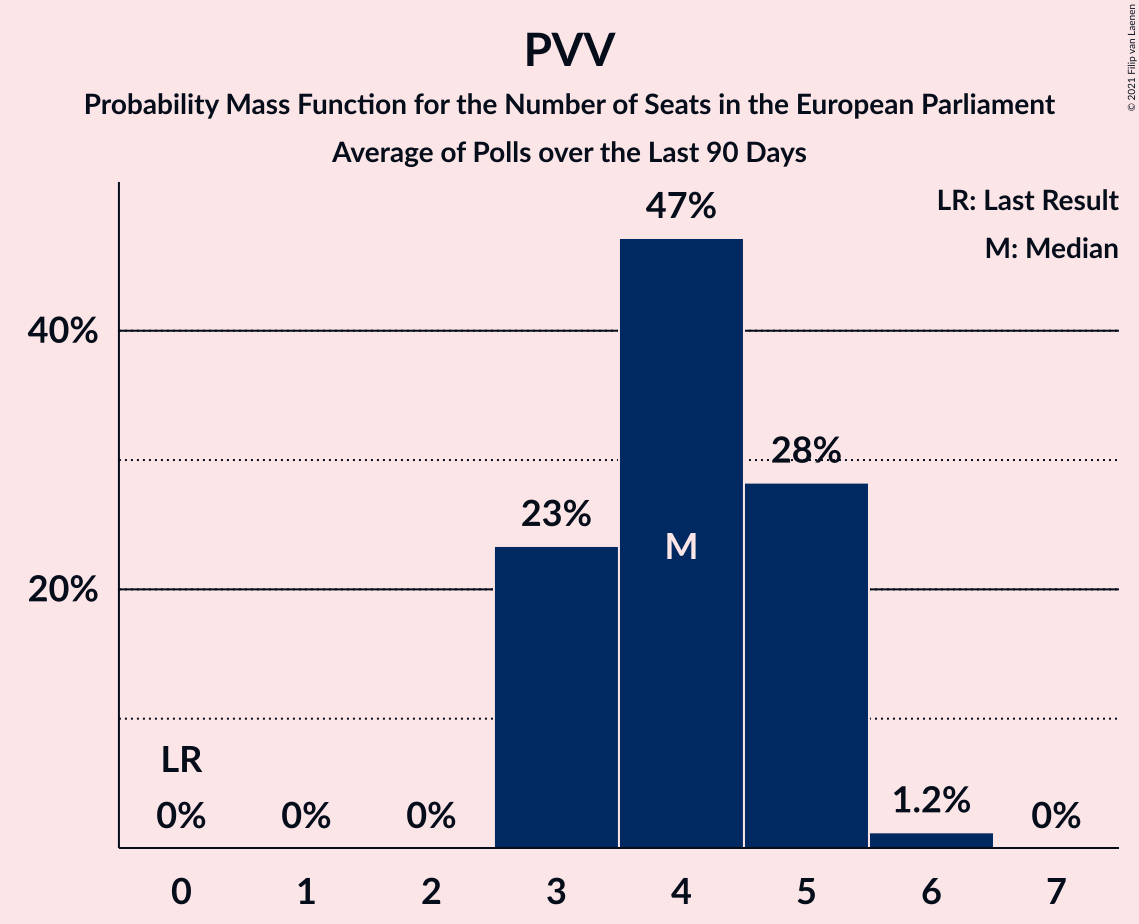 PVV
Probability Mass Function for the Number of Seats in the European Parliament
Average of Polls over the Last 90 Days
© 2021 Filip van Laenen
LR: Last Result
M: Median
47%
40%
28%
23%
M
20%
LR
0%
0%
0%
1.2%
0%
0
1
2
3
4
5
6
7